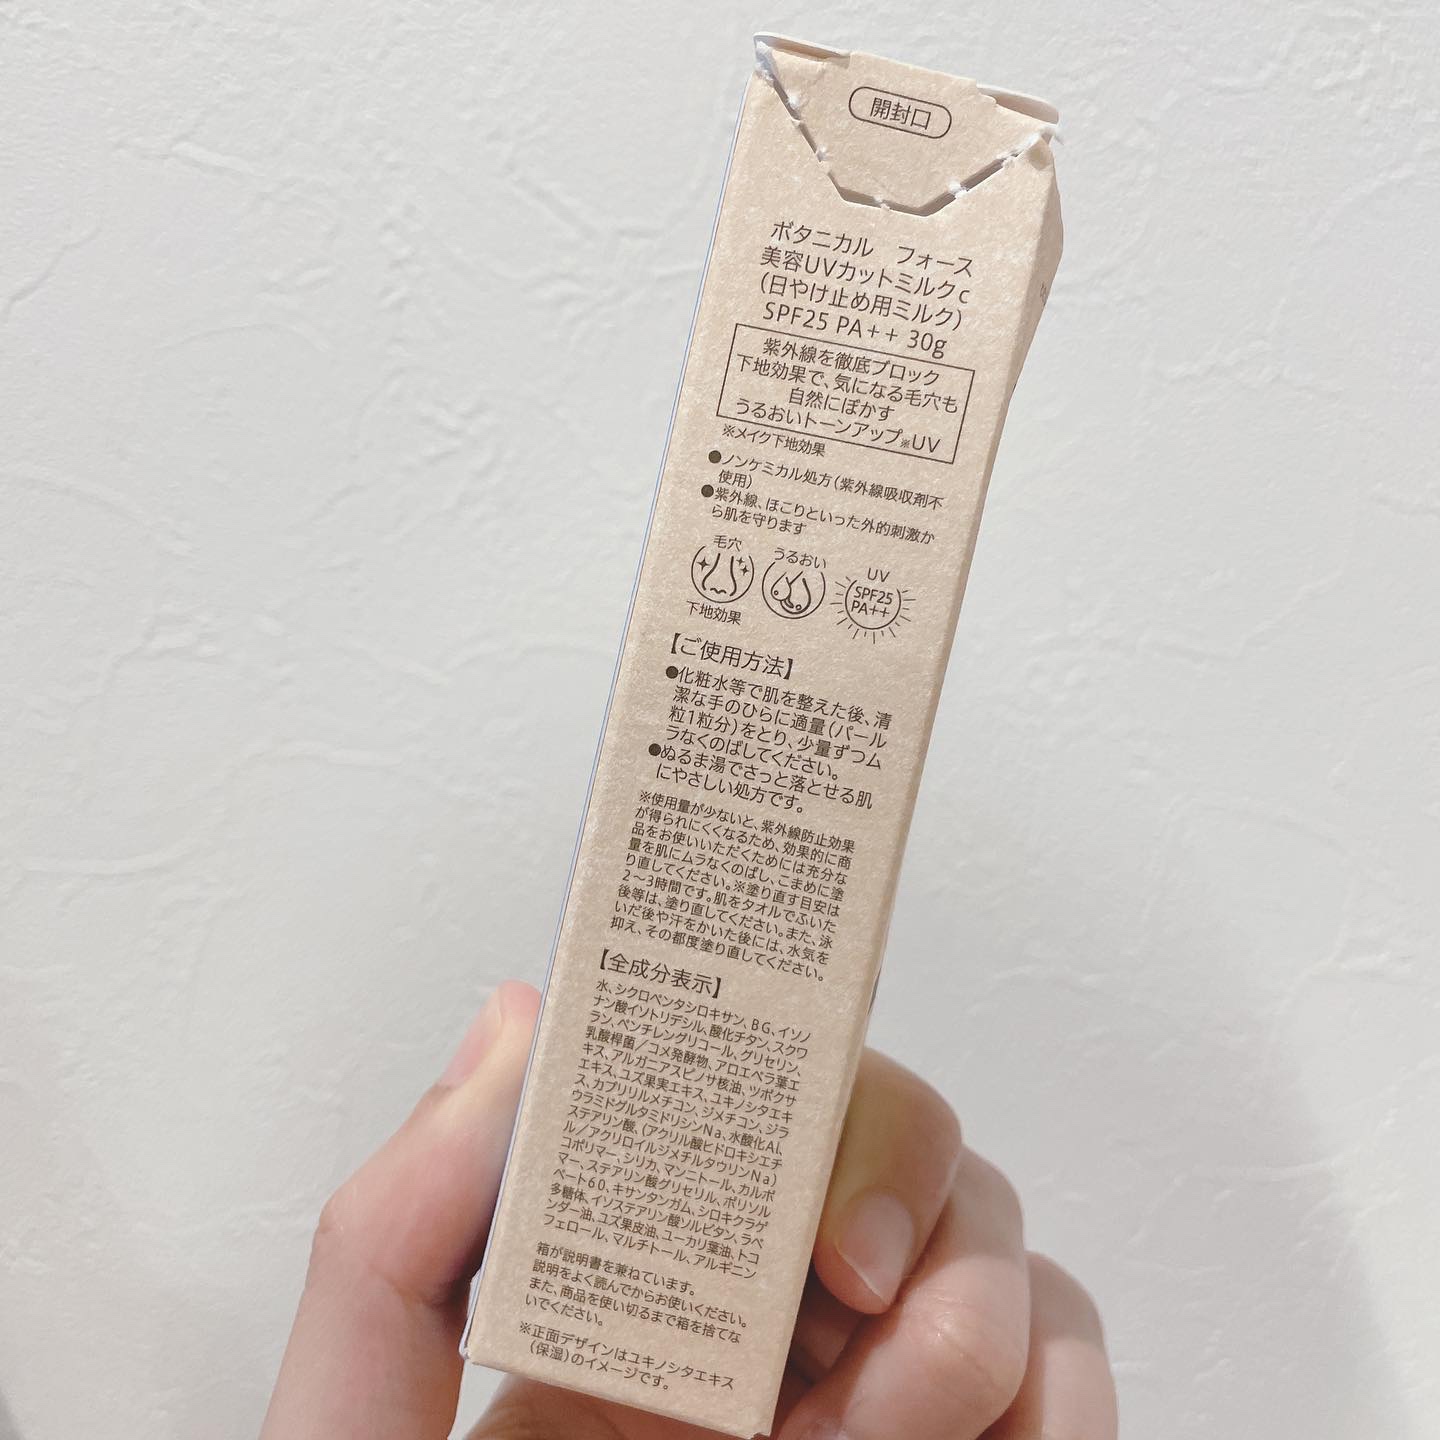 開封口
ボタニカル フォース
美容UVカットミルクc
(日やけ止め用ミルク)
SPF25 PA++ 30g
紫外線を徹底ブロック
下地効果で、気になる毛穴も
自然にぼかす
うるおいトーンアップ※UV
※メイク下地効果
●ノンケミカル処方(紫外線吸収剤不
使用)
●紫外線、ほこりといった外的刺激か
ら肌を守ります
毛穴
下地効果
うるおい
UV
SPF25
PA++
【ご使用方法】
●化粧水等で肌を整えた後、清
潔な手のひらに適量(パール
粒1粒分)をとり、少量ずつム
ラなくのばしてください。
●ぬるま湯でさっと落とせる肌
にやさしい処方です。
※使用量が少ないと、紫外線防止効果
が得られにくくなるため、効果的に商
品をお使いいただくためには充分な
量を肌にムラなくのばし、こまめに塗
り直してください。※塗り直す目安は
2～3時間です。肌をタオルでふいた
後等は、塗り直してください。また、泳
いだ後や汗をかいた後には、水気を
抑え、その都度塗り直してください。
【全成分表示】
水、シクロペンタシロキサン、BG、イソノ
ナン酸イソトリデシル、酸化チタン、スクワ
ラン、ペンチレングリコール、グリセリン、
乳酸桿菌/コメ発酵物、アロエベラ葉エ
キス、アルガニアスピノサ核油、ツボクサ
エキス、ユズ果実エキス、ユキノシタエキ
ス、カプリリルメチコン、ジメチコン、ジラ
ウラミドグルタミドリシンNa、水酸化Al、
ステアリン酸、(アクリル酸ヒドロキシエチ
ル/アクリロイルジメチルタウリンNa)
コポリマー、シリカ、マンニトール、カルボ
マー、ステアリン酸グリセリル、ポリソル
ベート60、キサンタンガム、シロキクラゲ
多糖体、イソステアリン酸ソルビタン、ラベ
ンダー油、ユズ果皮油、ユーカリ葉油、トコ
フェロール、マルチトール、アルギニン
箱が説明書を兼ねています。
説明をよく読んでからお使いください。
また、商品を使い切るまで箱を捨てな
いでください。
※正面デザインはユキノシタエキス
(保湿)のイメージです。